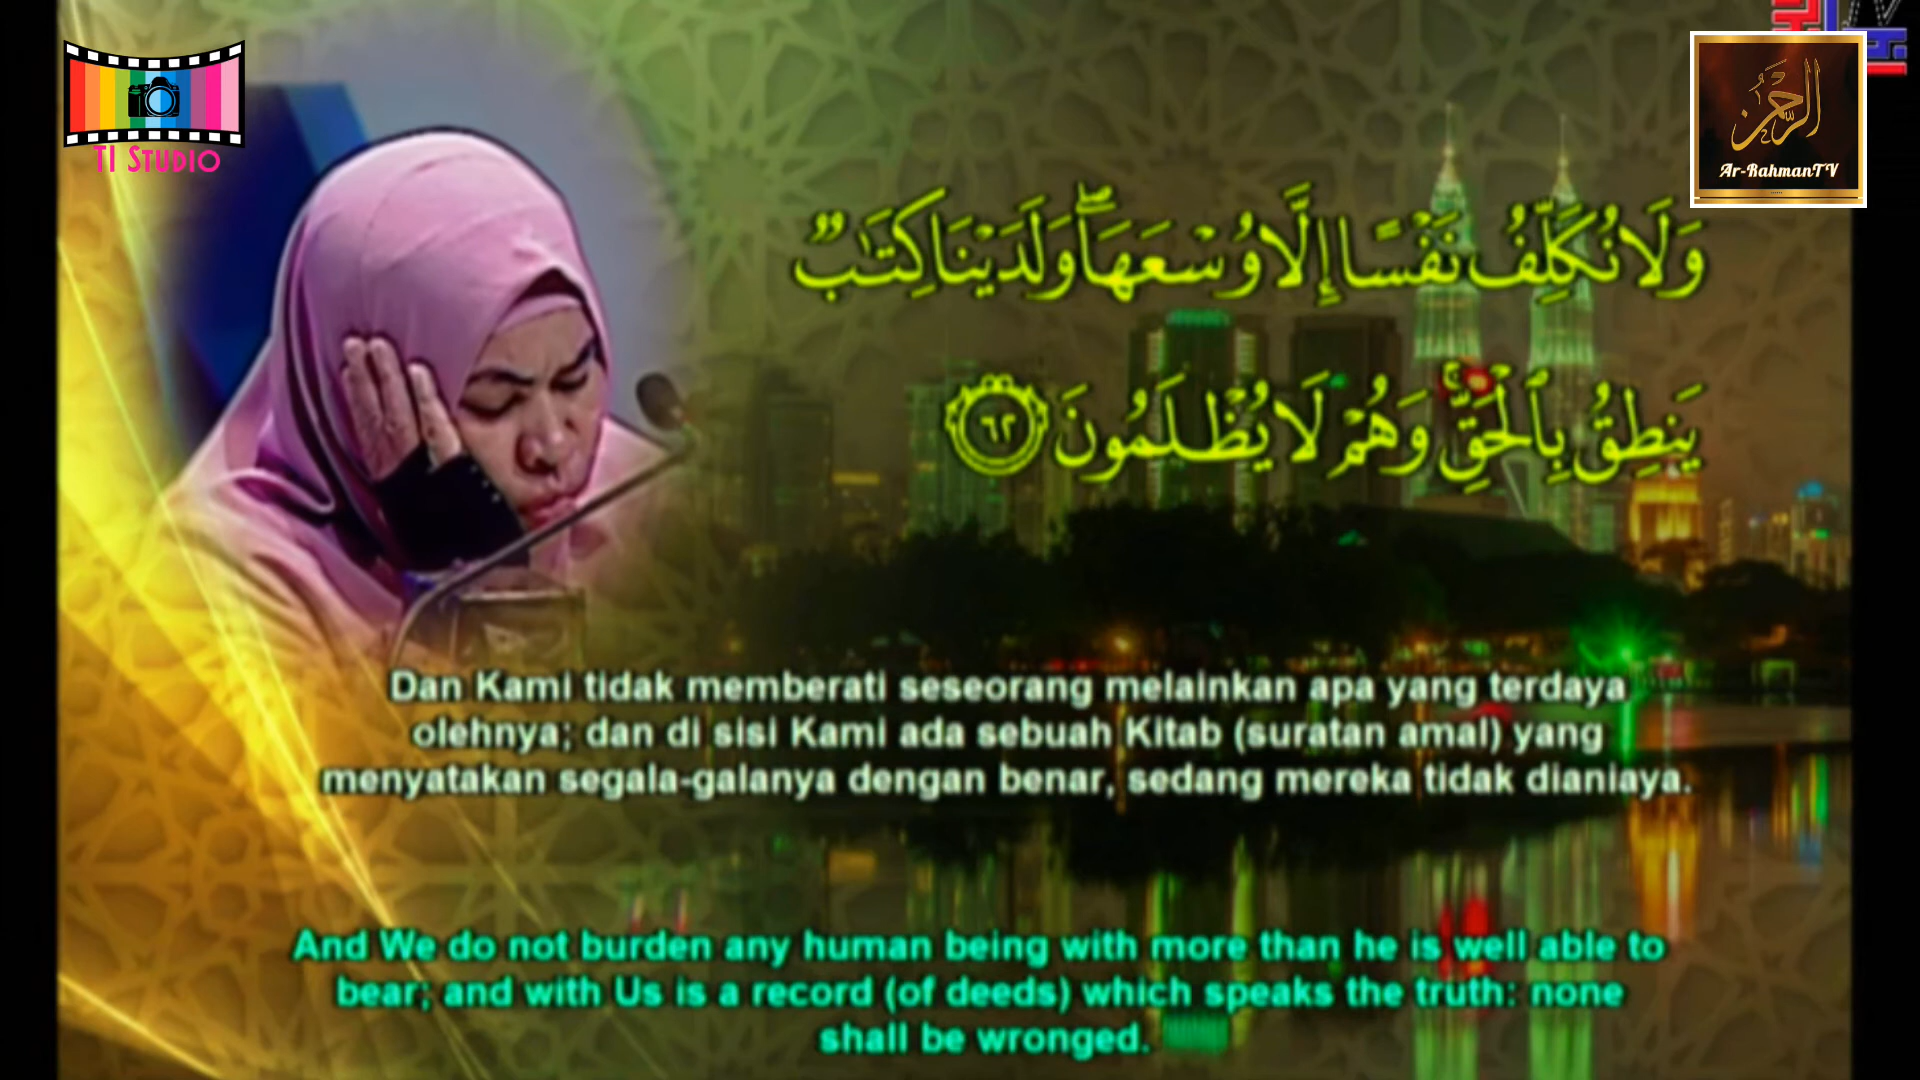 TI STUDIO
الرحمن
Ar-RahmanTV
وَلَا نُكَلِّفُ نَفْسًا إِلَّا وُسْعَهَا ۖ وَلَدَيْنَا كِتَٰبٌ
يَنطِقُ بِٱلْحَقِّ ۚ وَهُمْ لَا يُظْلَمُونَ ٦٢
Dan Kami tidak memberati seseorang melainkan apa yang terdaya
olehnya; dan di sisi Kami ada sebuah Kitab (suratan amal) yang
menyatakan segala-galanya dengan benar, sedang mereka tidak dianiaya.
And We do not burden any human being with more than he is well able to
bear; and with Us is a record (of deeds) which speaks the truth: none
shall be wronged.